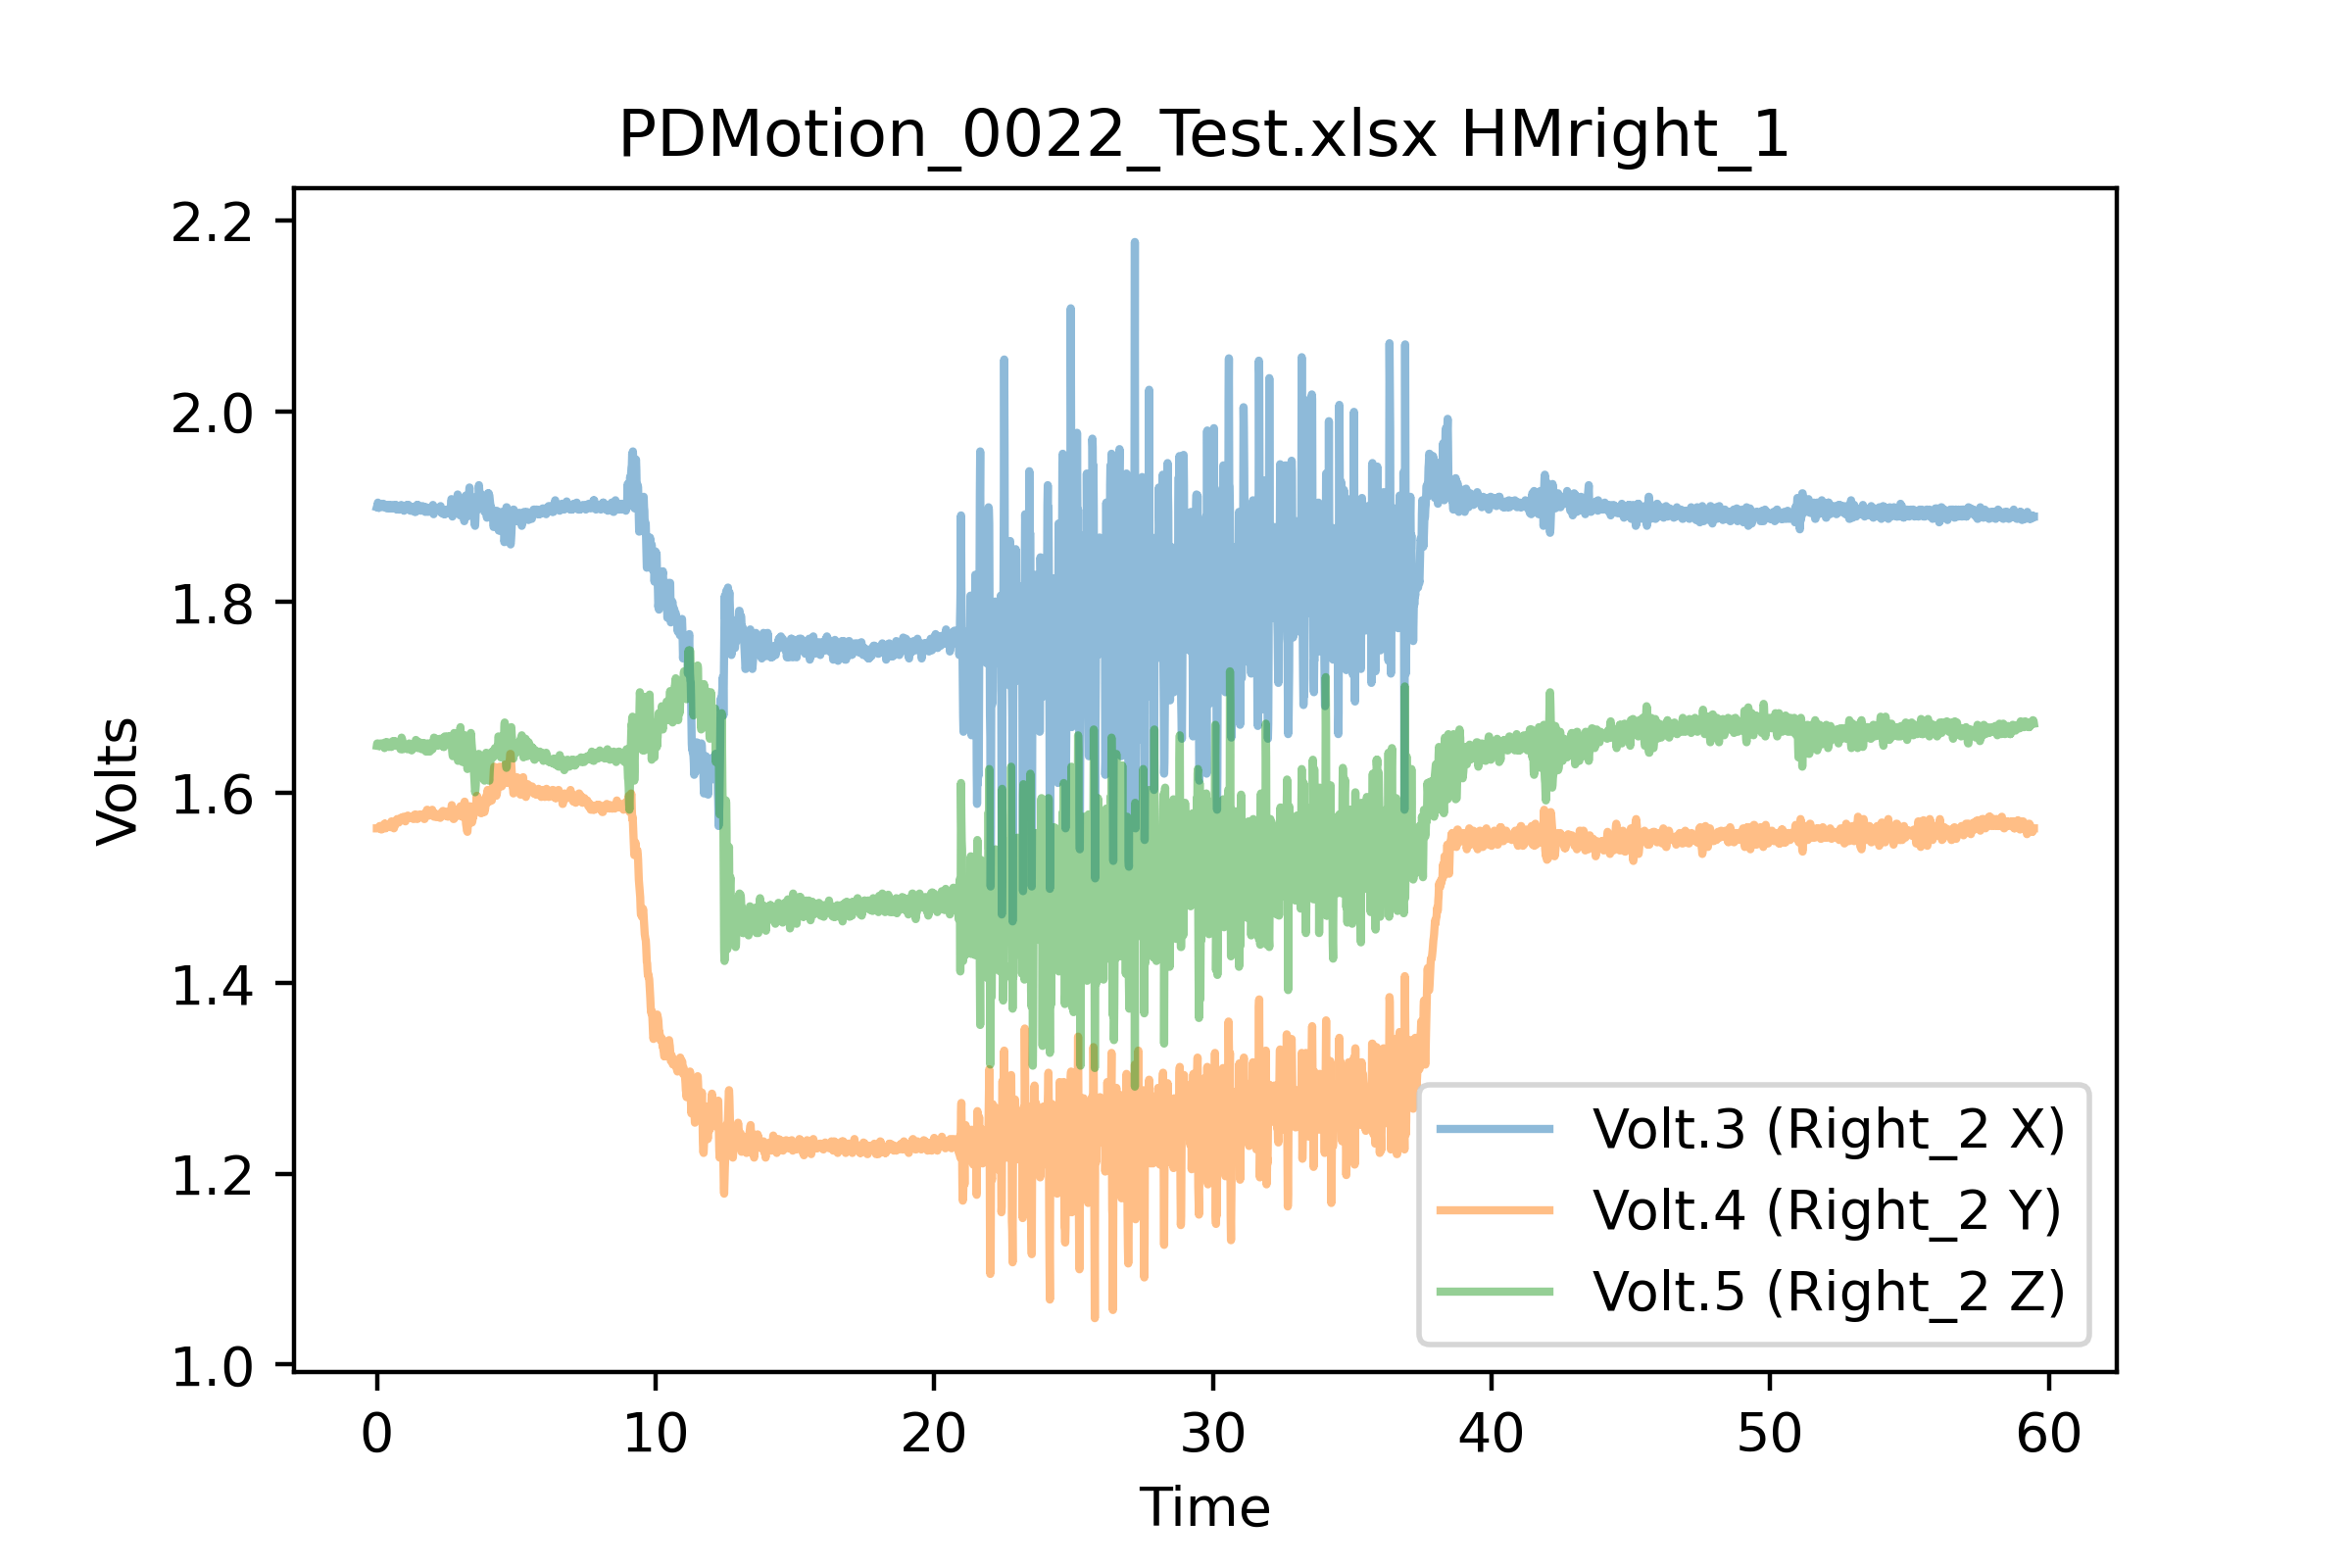 PDMotion_0022_Test.xlsx HMright_1
2.2
2.0
1.8
1.6
1.4
1.2
1.0
Volts
0 10 20 30 40 50 60
Time
Volt.3 (Right_2 X)
Volt.4 (Right_2 Y)
Volt.5 (Right_2 Z)